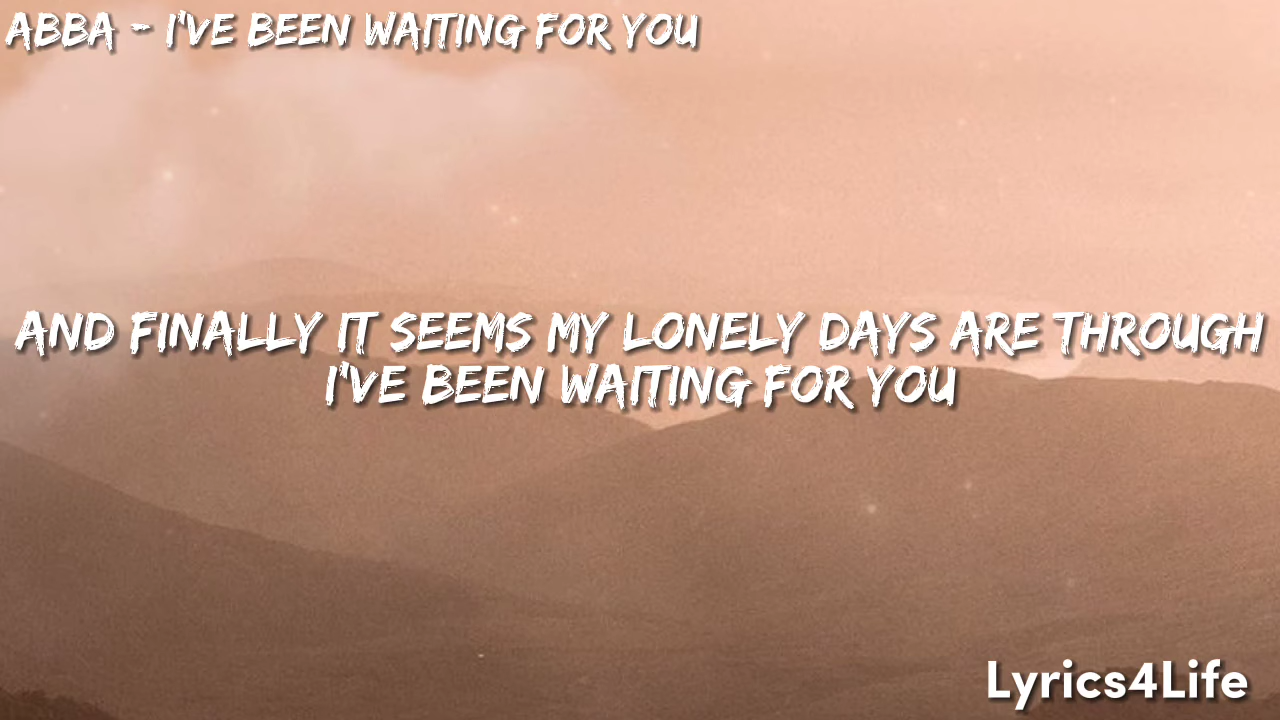 ABBA - I'VE BEEN WAITING FOR YOU
AND FINALLY IT SEEMS MY LONELY DAYS ARE THROUGH
I'VE BEEN WAITING FOR YOU
Lyrics4Life